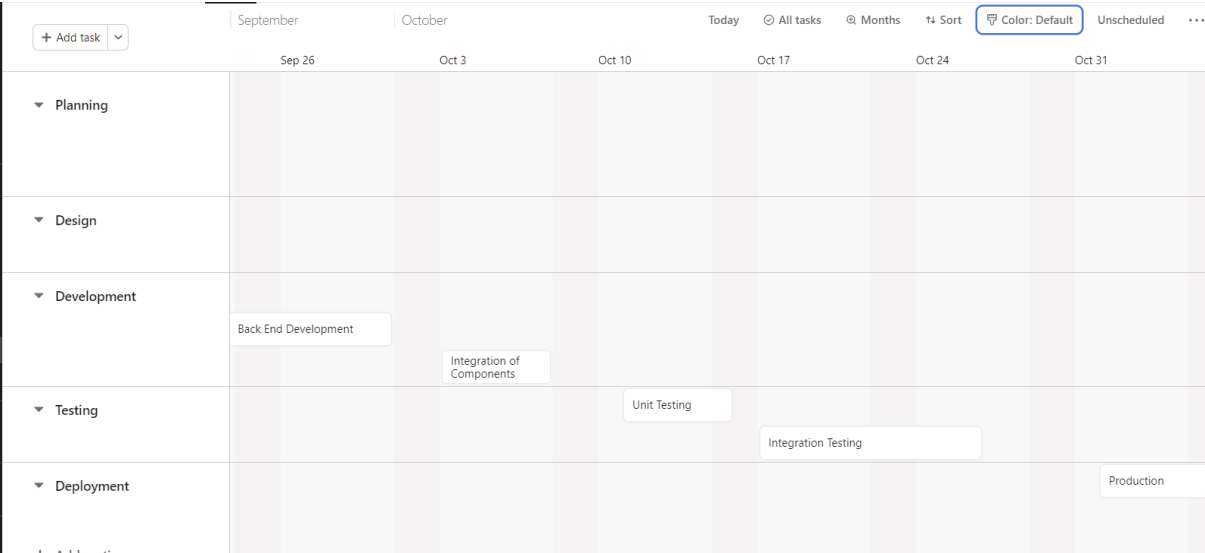 September
October
Today
All tasks
Months
Sort
Color: Default
Unscheduled
Add task
Sep 26
Oct 3
Oct 10
Oct 17
Oct 24
Oct 31
Planning
Design
Development
Back End Development
Integration of
Components
Testing
Unit Testing
Integration Testing
Deployment
Production